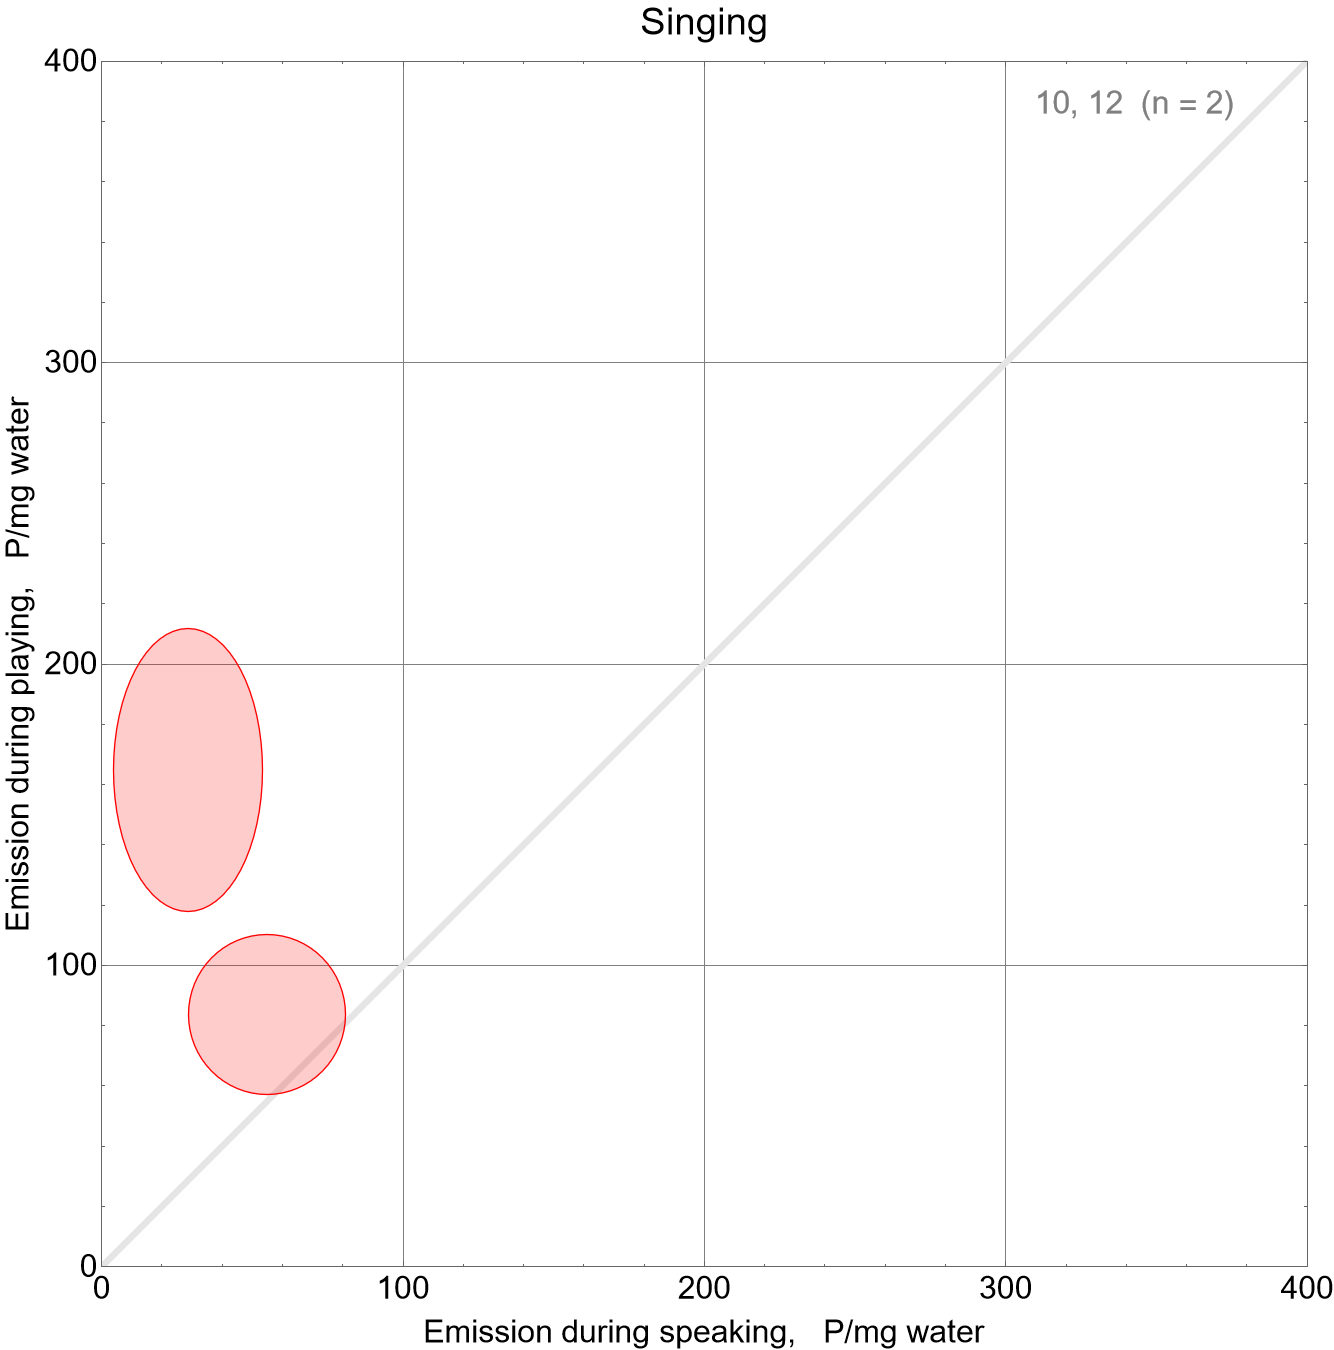 Singing
10, 12 (n = 2)
400
300
200
100
0
Emission during playing, P/mg water
0 100 200 300 400
Emission during speaking, P/mg water